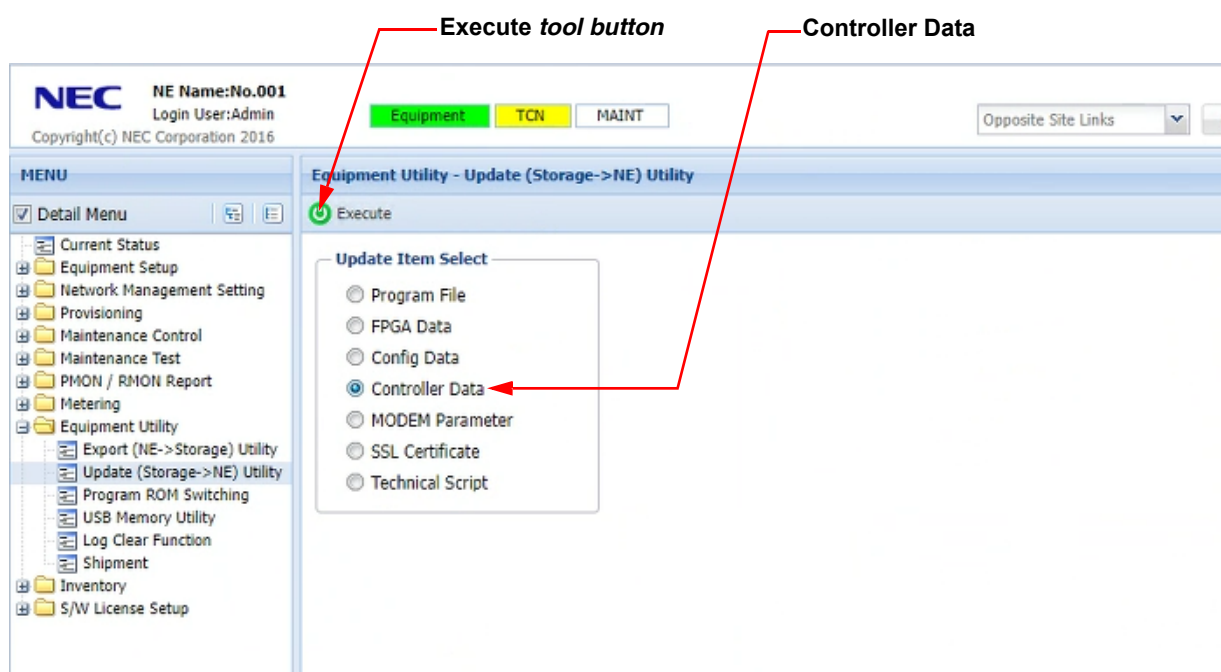 Execute tool button
Controller Data
NEC
NE Name:No.001
Login User:Admin
Copyright(c) NEC Corporation 2016
Equipment
TCN
MAINT
Opposite Site Links
MENU
Detail Menu
Current Status
Equipment Setup
Network Management Setting
Provisioning
Maintenance Control
Maintenance Test
PMON / RMON Report
Metering
Equipment Utility
Export (NE->Storage) Utility
Update (Storage->NE) Utility
Program ROM Switching
USB Memory Utility
Log Clear Function
Shipment
Inventory
S/W License Setup
Equipment Utility - Update (Storage->NE) Utility
Execute
Update Item Select
Program File
FPGA Data
Config Data
Controller Data
MODEM Parameter
SSL Certificate
Technical Script